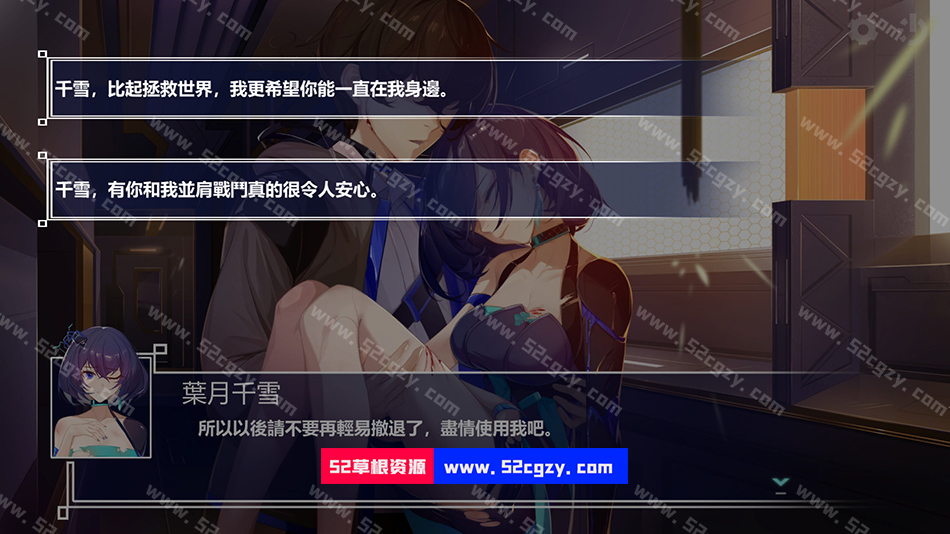 千雪，比起拯救世界，我更希望你能一直在我身邊。
千雪，有你和我並肩戰鬥真的很令人安心。
葉月千雪
所以以後請不要再輕易撤退了，盡情使用我吧。
52草根资源 www.52cgzy.com
www.52cgzy.com